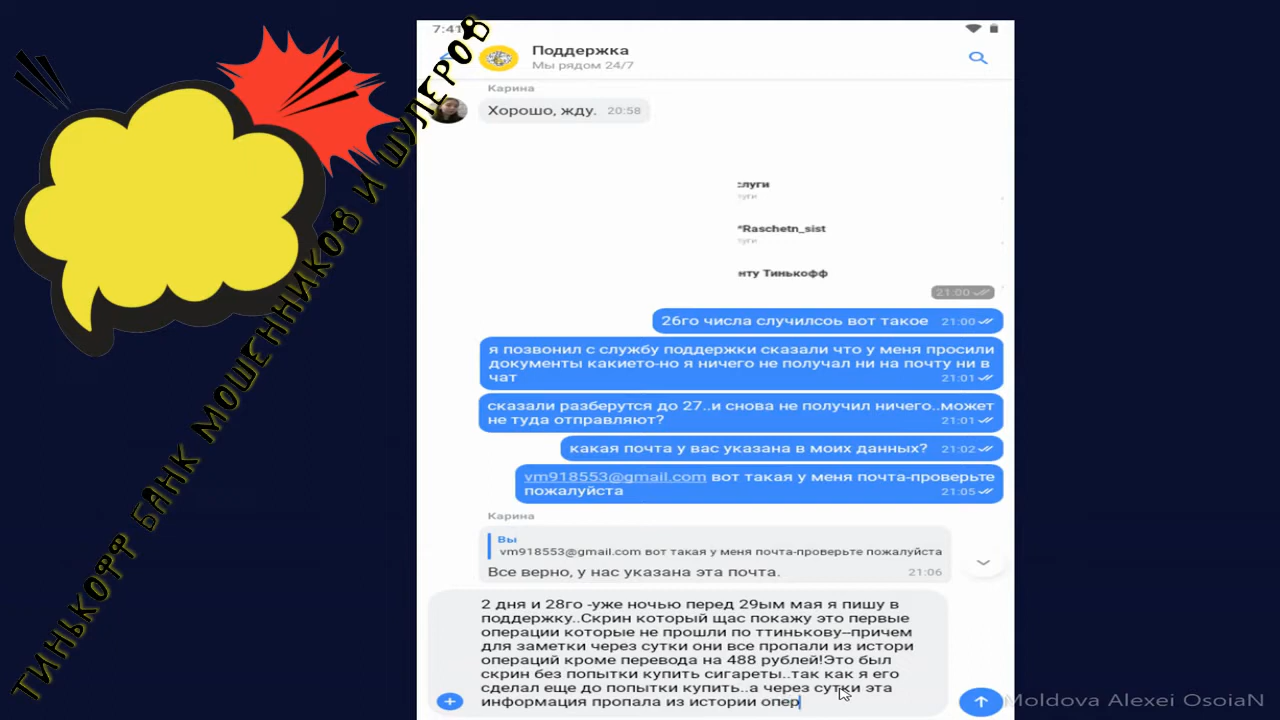 7:41
Поддержка
Мы рядом 24/7
Карина
Хорошо, жду. 20:58
ТИНЬКОФФ БАНК МОШЕННИКОВ И ШУЛЕРОВ
слуги
луги
*Raschetn_sist
луги
нту Тинькофф
21:00
26го числа случилсоь вот такое 21:00
я позвонил с службу поддержки сказали что у меня просили
документы какието-но я ничего не получал ни на почту ни в
чат 21:01
сказали разберутся до 27..и снова не получил ничего..может
не туда отправляют? 21:01
какая почта у вас указана в моих данных? 21:02
vm918553@gmail.com вот такая у меня почта-проверьте
пожалуйста 21:05
Карина
Вы
vm918553@gmail.com вот такая у меня почта-проверьте пожалуйста
Все верно, у нас указана эта почта. 21:06
2 дня и 28го -уже ночью перед 29ым мая я пишу в
поддержку..Скрин который щас покажу это первые
операции которые не прошли по ттинькову--причем
для заметки через сутки они все пропали из истори
операций кроме перевода на 488 рублей!Это был
скрин без попытки купить сигареты..так как я его
сделал еще до попытки купить..а через сутки эта
информация пропала из истории опер
Moldova Alexei OsoiaN